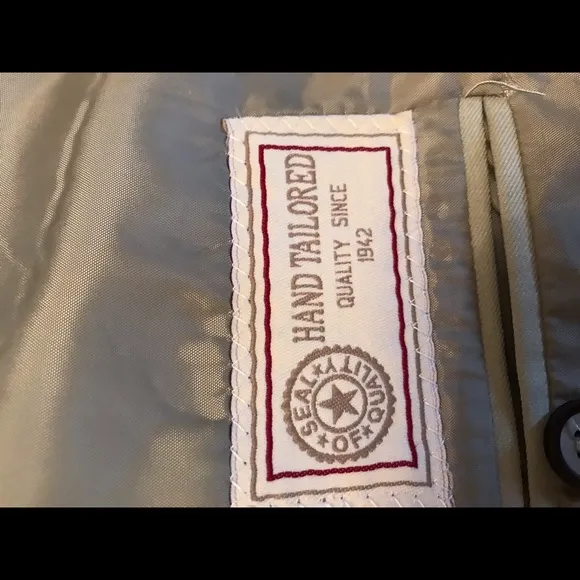 HAND TAILORED
QUALITY SINCE
1942
SEAL OF QUALITY